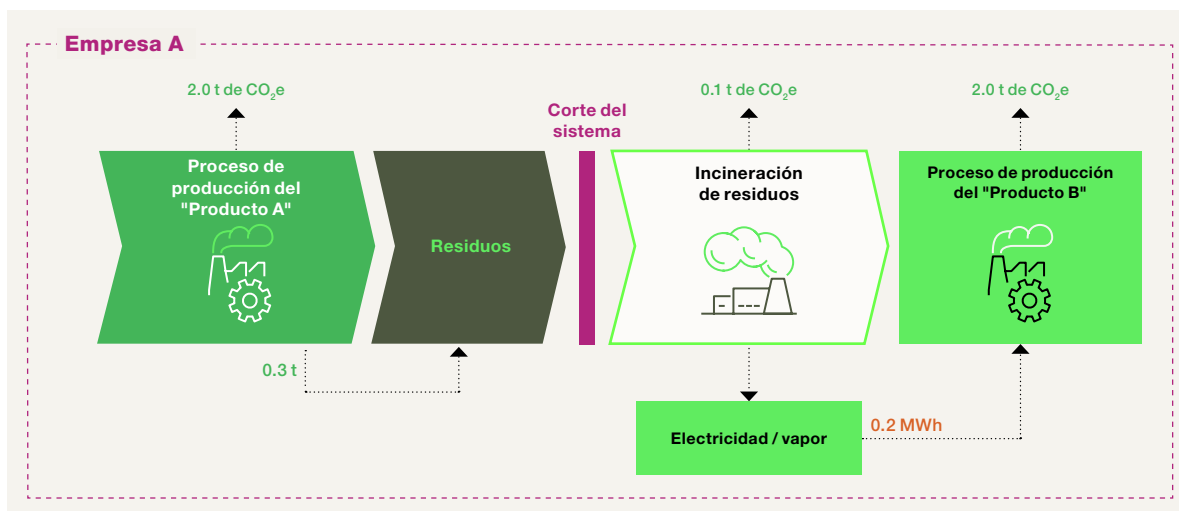 Empresa A
2.0 t de CO₂e
0.1 t de CO₂e
2.0 t de CO₂e
Corte del
sistema
Proceso de
producción del
"Producto A"
Residuos
Incineración
de residuos
Proceso de producción
del "Producto B"
0.3 t
Electricidad / vapor
0.2 MWh